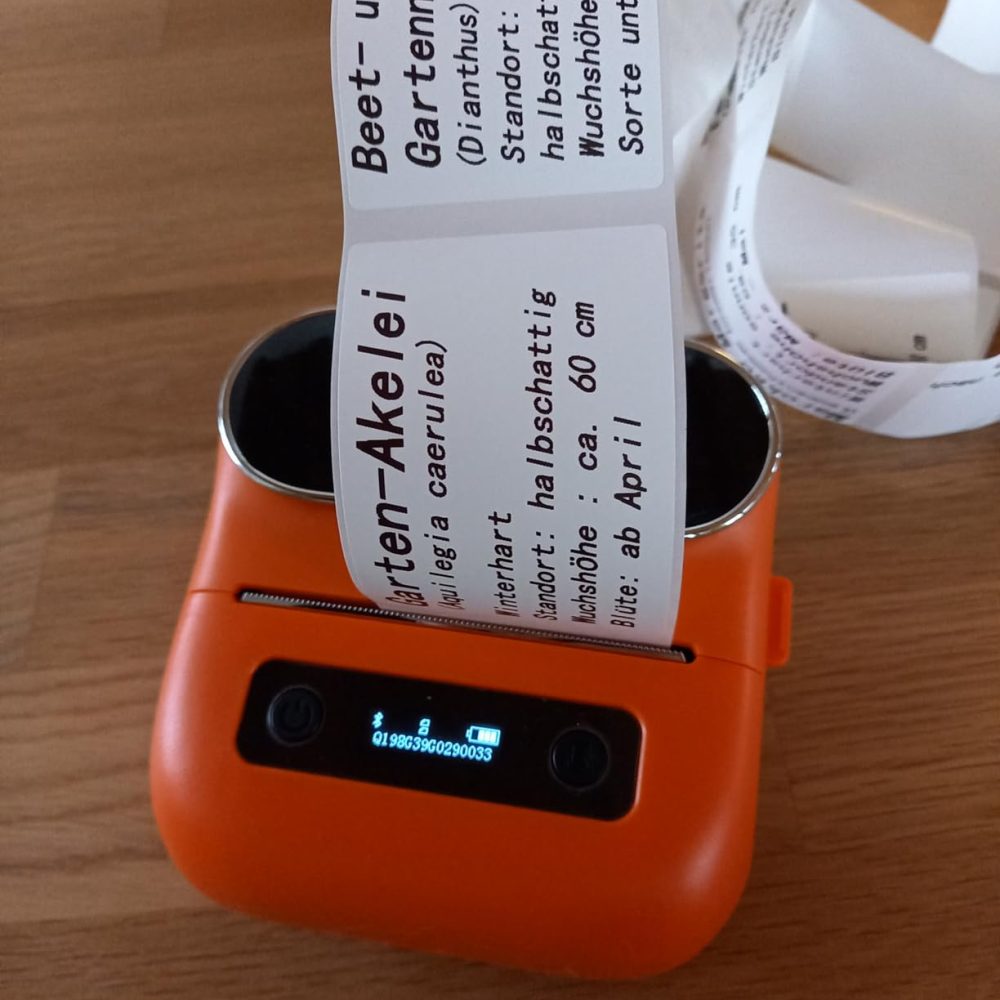 Beet- u
Gartenn
(Dianthus)
Standort:
halbschat
Wuchshöhe
Sorte unt
Garten-Akelei
(Aquilegia caerulea)
Winterhart
Standort: halbschattig
Wuchshöhe : ca. 60 cm
Blüte: ab April
Q198G39G0290033